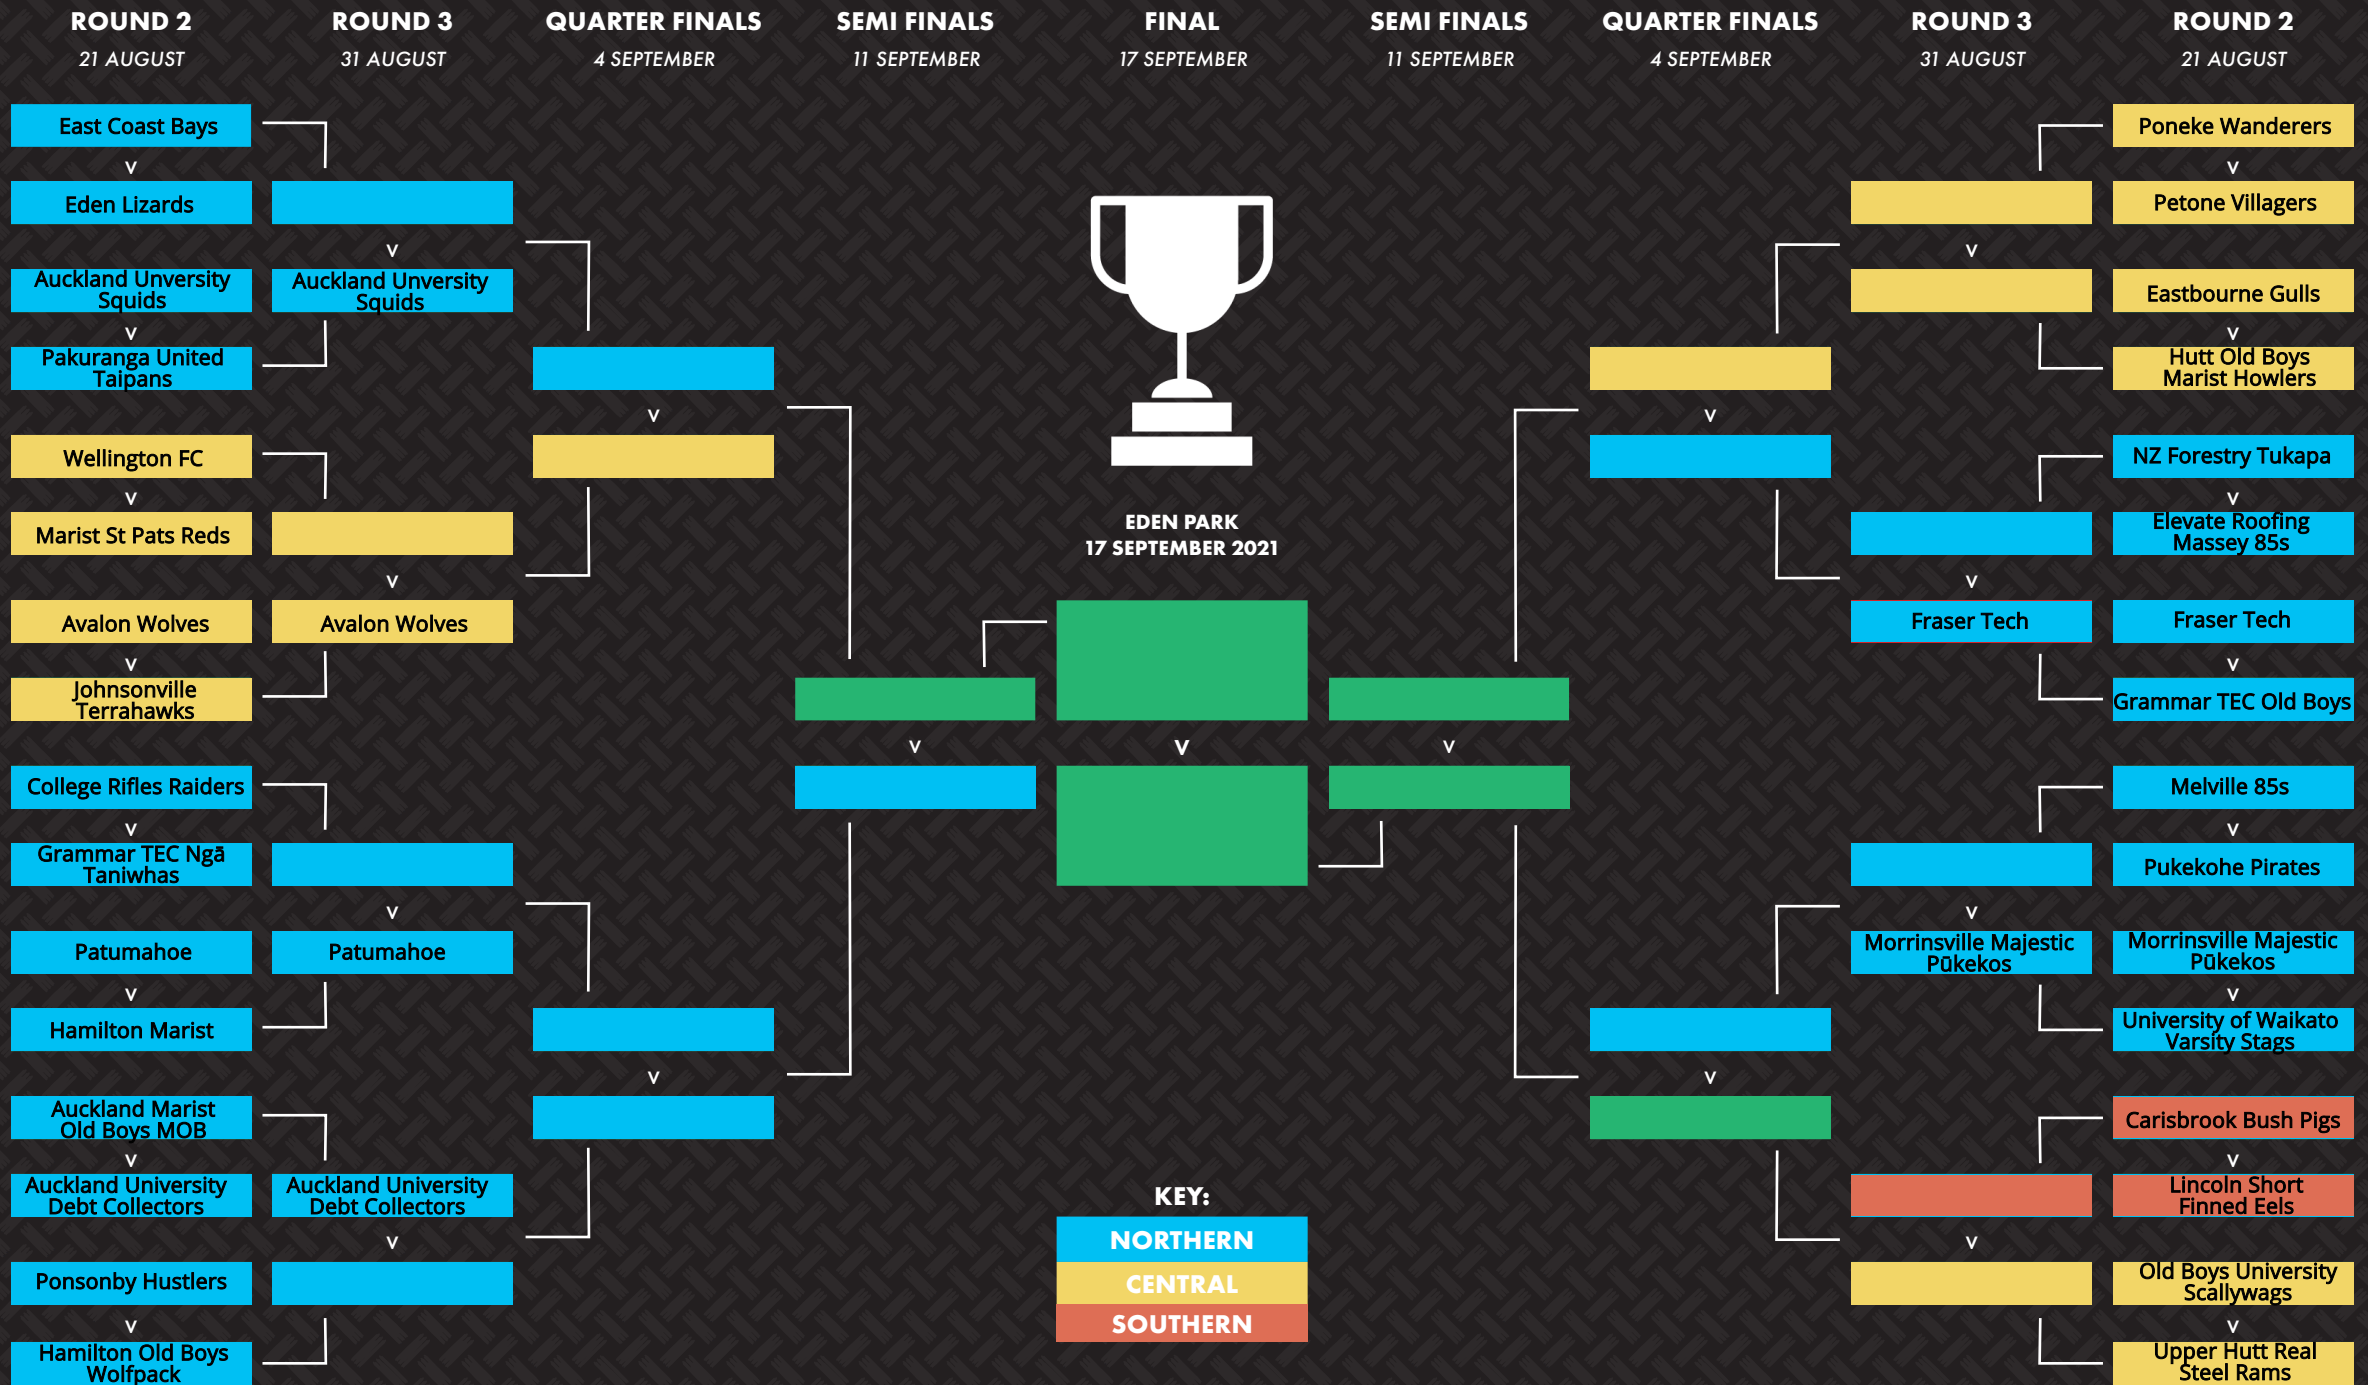 ROUND 2
21 AUGUST
ROUND 3
31 AUGUST
QUARTER FINALS
4 SEPTEMBER
SEMI FINALS
11 SEPTEMBER
FINAL
17 SEPTEMBER
SEMI FINALS
11 SEPTEMBER
QUARTER FINALS
4 SEPTEMBER
ROUND 3
31 AUGUST
ROUND 2
21 AUGUST
East Coast Bays
V
Eden Lizards
Auckland Unversity
Squids
V
Pakuranga United
Taipans
Wellington FC
V
Marist St Pats Reds
Avalon Wolves
V
Johnsonville
Terrahawks
College Rifles Raiders
V
Grammar TEC Ngā
Taniwhas
Patumahoe
V
Hamilton Marist
Auckland Marist
Old Boys MOB
V
Auckland University
Debt Collectors
Ponsonby Hustlers
V
Hamilton Old Boys
Wolfpack
V
Auckland Unversity
Squids
V
Avalon Wolves
V
Patumahoe
Auckland University
Debt Collectors
V
V
V
V
EDEN PARK
17 SEPTEMBER 2021
V
KEY:
NORTHERN
CENTRAL
SOUTHERN
V
V
V
V
V
Fraser Tech
V
Morrinsville Majestic
Pūkekos
V
Poneke Wanderers
V
Petone Villagers
Eastbourne Gulls
V
Hutt Old Boys
Marist Howlers
NZ Forestry Tukapa
V
Elevate Roofing
Massey 85s
Fraser Tech
V
Grammar TEC Old Boys
Melville 85s
V
Pukekohe Pirates
Morrinsville Majestic
Pūkekos
V
University of Waikato
Varsity Stags
Carisbrook Bush Pigs
V
Lincoln Short
Finned Eels
Old Boys University
Scallywags
V
Upper Hutt Real
Steel Rams